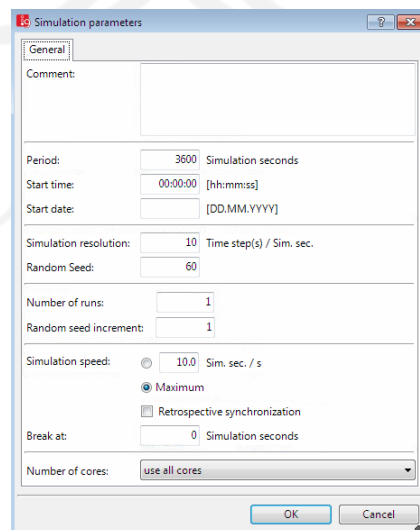 Simulation parameters
General
Comment:
Period: 3600 Simulation seconds
Start time: 00:00:00 [hh:mm:ss]
Start date: [DD.MM.YYYY]
Simulation resolution: 10 Time step(s) / Sim. sec.
Random Seed: 60
Number of runs: 1
Random seed increment: 1
Simulation speed: 10.0 Sim. sec. / s
Maximum
Retrospective synchronization
Break at: 0 Simulation seconds
Number of cores: use all cores
OK Cancel